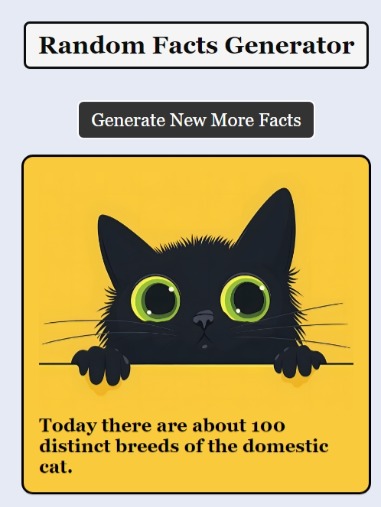 Random Facts Generator
Generate New More Facts
Today there are about 100
distinct breeds of the domestic
cat.